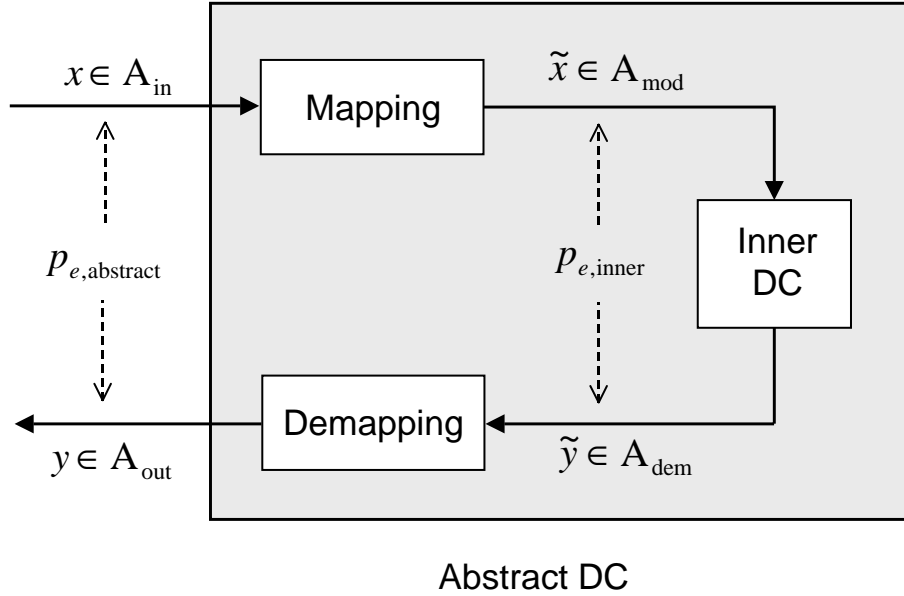 x ∈ A_in
x̃ ∈ A_mod
Mapping
p_e,abstract
p_e,inner
Inner
DC
Demapping
y ∈ A_out
ỹ ∈ A_dem
Abstract DC